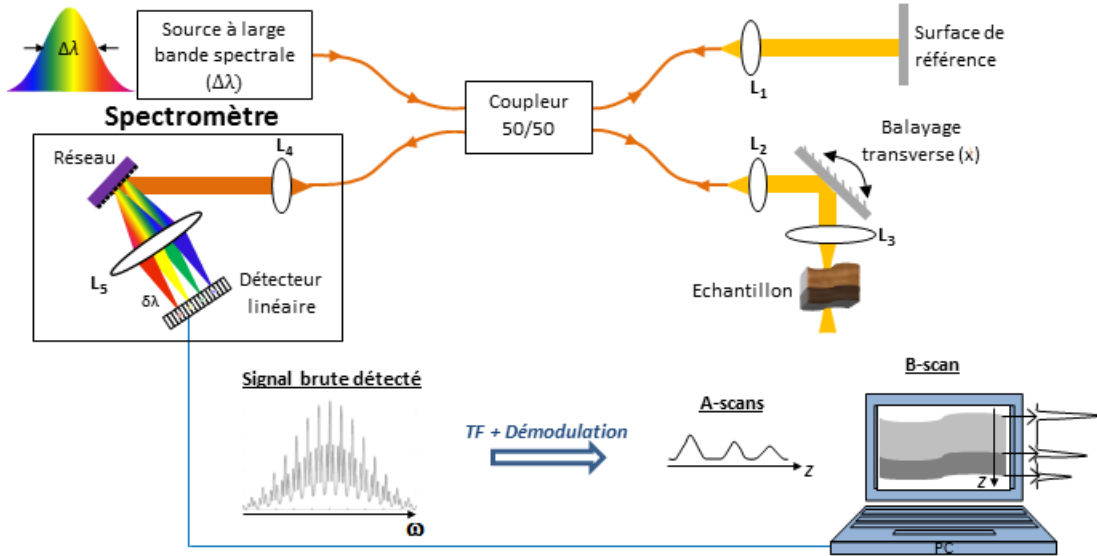 Δλ
Source à large
bande spectrale
(Δλ)
Coupleur
50/50
L1
Surface de
référence
Spectromètre
Réseau
L4
L5
δλ
Détecteur
linéaire
L2
Balayage
transverse (x)
L3
Echantillon
Signal brute détecté
ω
TF + Démodulation
A-scans
z
B-scan
z
PC